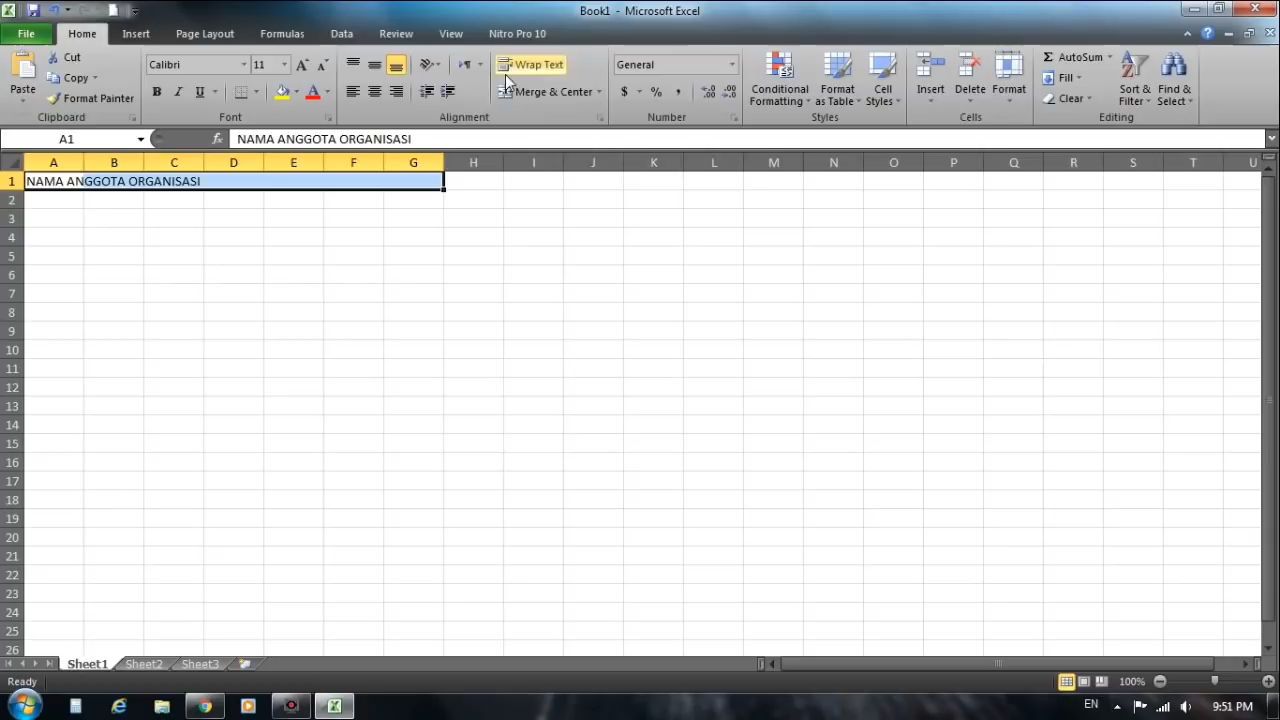 Book1 - Microsoft Excel
File Home Insert Page Layout Formulas Data Review View Nitro Pro 10
Paste
Cut
Copy
Format Painter
Clipboard
Calibri 11
B I U
Font
Wrap Text
Merge & Center
Alignment
General
$ % ,
Number
Conditional Formatting
Format as Table
Cell Styles
Styles
Insert Delete Format
Cells
AutoSum
Fill
Clear
Sort & Filter
Find & Select
Editing
A1 fx NAMA ANGGOTA ORGANISASI
A B C D E F G H I J K L M N O P Q R S T U
1 NAMA ANGGOTA ORGANISASI
2
3
4
5
6
7
8
9
10
11
12
13
14
15
16
17
18
19
20
21
22
23
24
25
26
Sheet1 Sheet2 Sheet3
Ready 100%
EN 9:51 PM